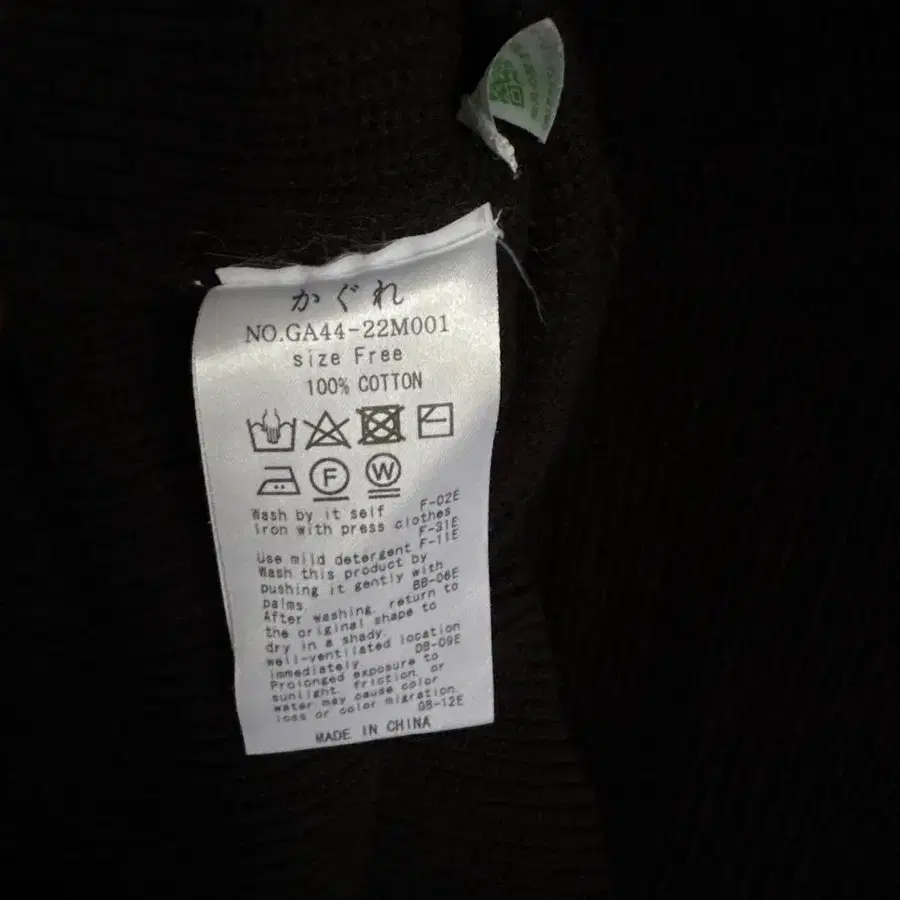 かぐれ
NO.GA44-22M001
size Free
100% COTTON
F
W
Wash by it self F-02E
iron with press clothes
F-31E
Use mild detergent F-11E
Wash this product by
pushing it gently with
palms. BB-06E
After washing, return to
the original shape to
dry in a shady,
well-ventilated location
immediately. DB-09E
Prolonged exposure to
sunlight, friction, or
water may cause color
loss or color migration.
GB-12E
MADE IN CHINA